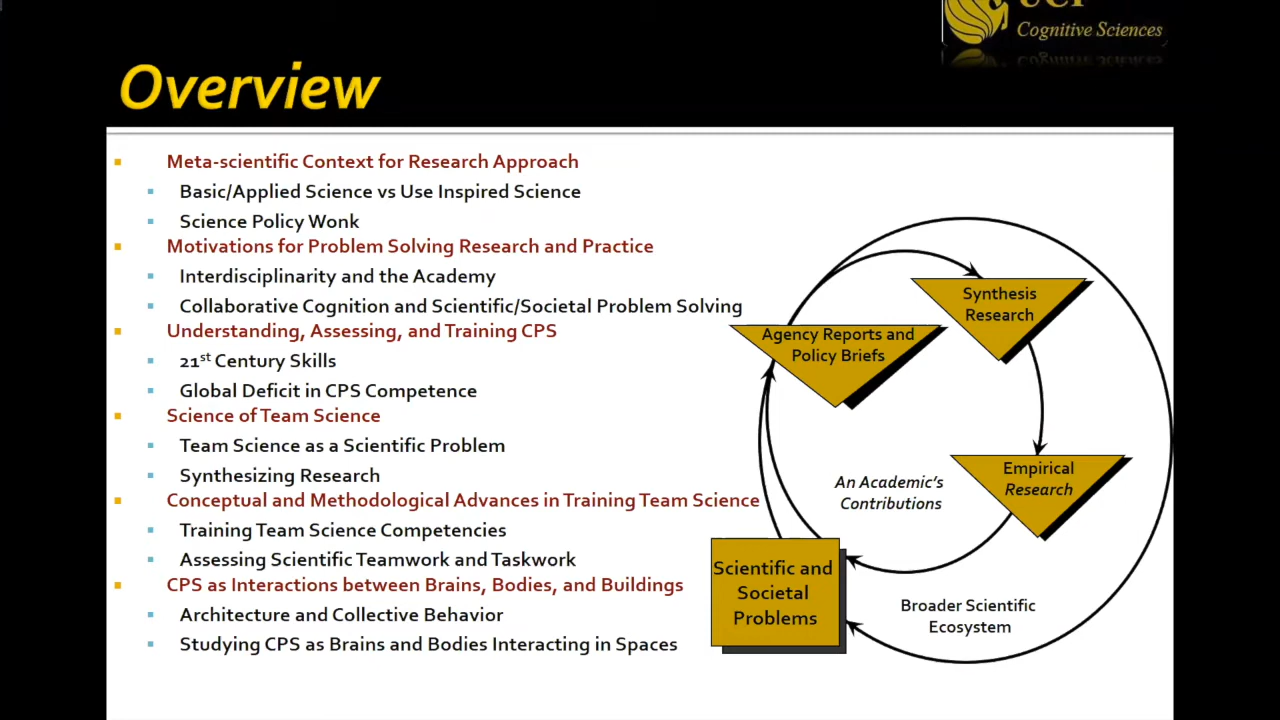 Cognitive Sciences
Overview
Meta-scientific Context for Research Approach
Basic/Applied Science vs Use Inspired Science
Science Policy Wonk
Motivations for Problem Solving Research and Practice
Interdisciplinarity and the Academy
Collaborative Cognition and Scientific/Societal Problem Solving
Understanding, Assessing, and Training CPS
21st Century Skills
Global Deficit in CPS Competence
Science of Team Science
Team Science as a Scientific Problem
Synthesizing Research
Conceptual and Methodological Advances in Training Team Science
Training Team Science Competencies
Assessing Scientific Teamwork and Taskwork
CPS as Interactions between Brains, Bodies, and Buildings
Architecture and Collective Behavior
Studying CPS as Brains and Bodies Interacting in Spaces
Synthesis
Research
Agency Reports and
Policy Briefs
Empirical
Research
An Academic's
Contributions
Scientific and
Societal
Problems
Broader Scientific
Ecosystem